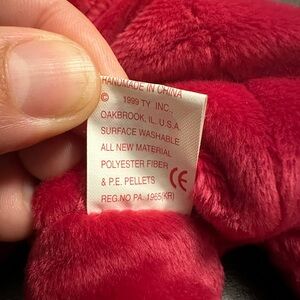 HANDMADE IN CHINA
© 1999 TY INC.,
OAKBROOK, IL. U.S.A.
SURFACE WASHABLE
ALL NEW MATERIAL
POLYESTER FIBER
& P.E. PELLETS CE
REG.NO PA. 1965(KR)